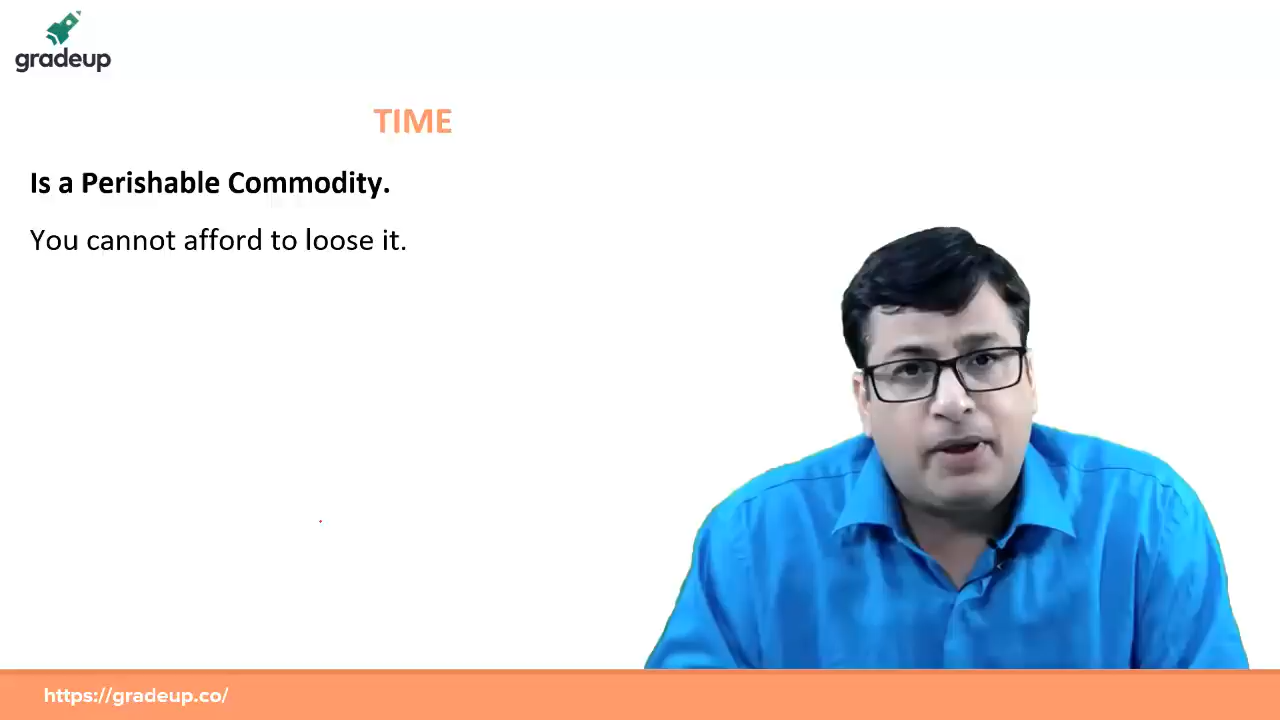 gradeup
TIME
Is a Perishable Commodity.
You cannot afford to loose it.
https://gradeup.co/